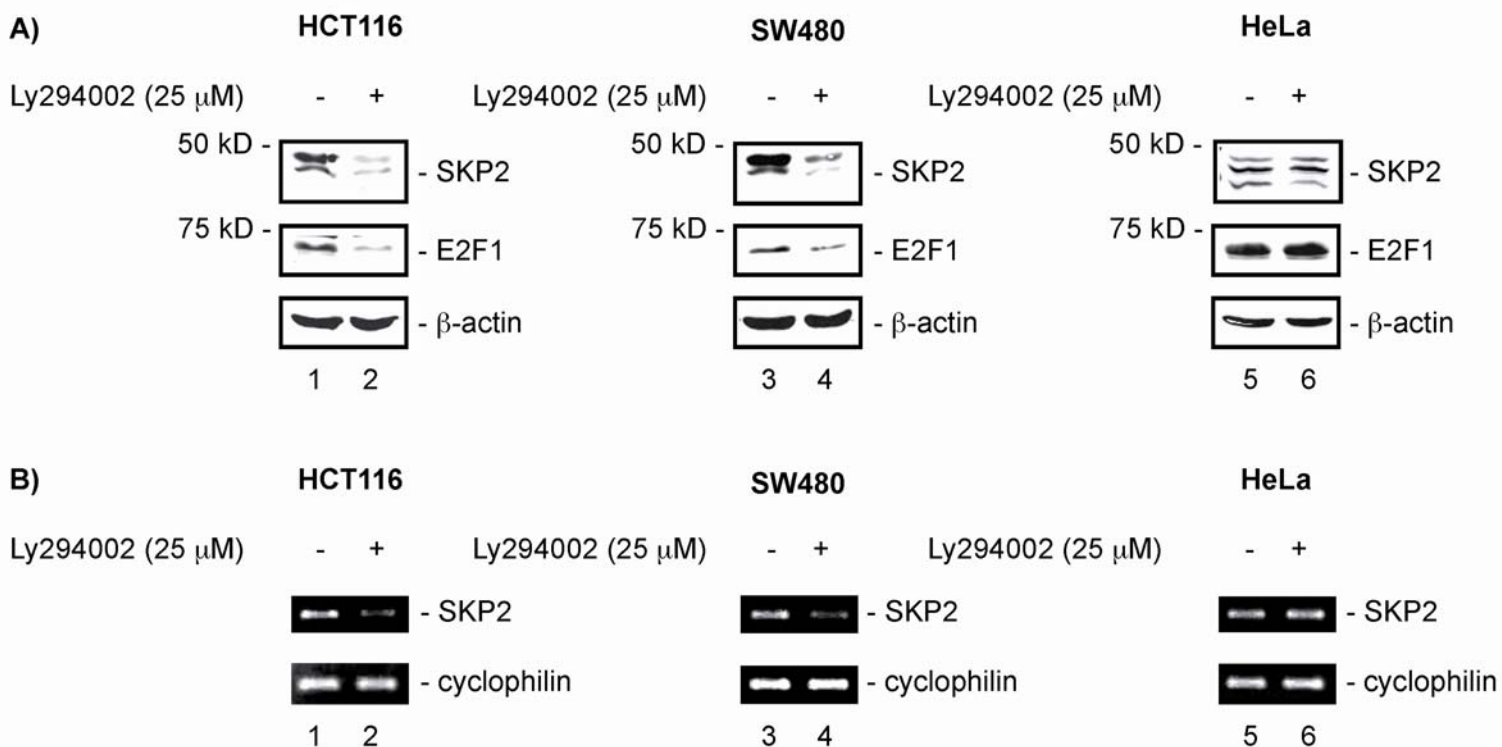 A) HCT116 SW480 HeLa
Ly294002 (25 μM) - + Ly294002 (25 μM) - + Ly294002 (25 μM) - +
50 kD - - SKP2 50 kD - - SKP2 50 kD - - SKP2
75 kD - - E2F1 75 kD - - E2F1 75 kD - - E2F1
- β-actin - β-actin - β-actin
1 2 3 4 5 6
B) HCT116 SW480 HeLa
Ly294002 (25 μM) - + Ly294002 (25 μM) - + Ly294002 (25 μM) - +
- SKP2 - SKP2 - SKP2
- cyclophilin - cyclophilin - cyclophilin
1 2 3 4 5 6